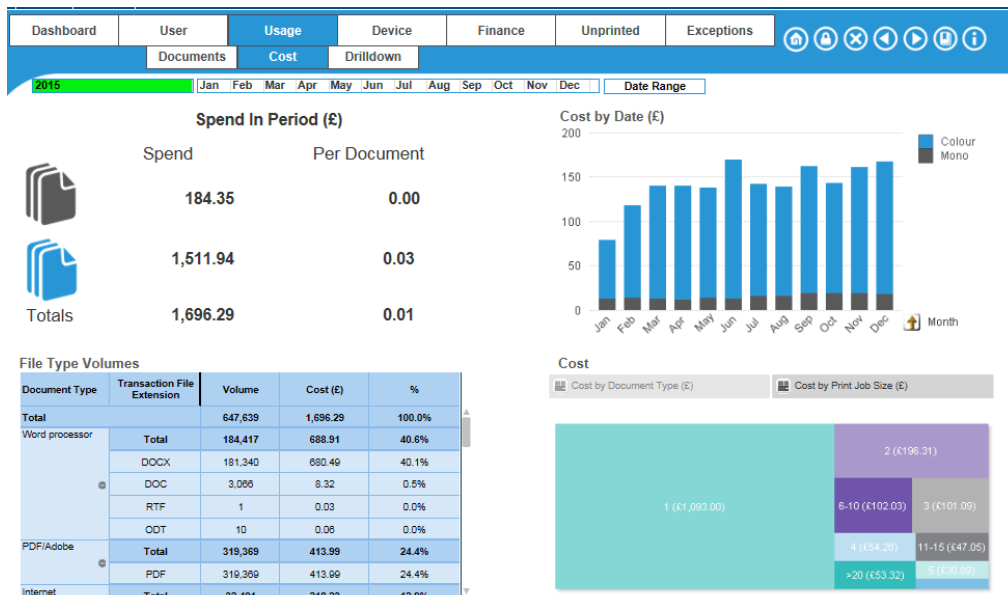 Dashboard User Usage Device Finance Unprinted Exceptions
Documents Cost Drilldown
2015 Jan Feb Mar Apr May Jun Jul Aug Sep Oct Nov Dec Date Range
Spend In Period (£)
Spend Per Document
184.35 0.00
1,511.94 0.03
Totals 1,696.29 0.01
Cost by Date (£)
200
150
100
50
0
Jan Feb Mar Apr May Jun Jul Aug Sep Oct Nov Dec
Month
Colour
Mono
File Type Volumes
Document Type Transaction File Extension Volume Cost (£) %
Total 647,639 1,696.29 100.0%
Word processor Total 184,417 688.91 40.6%
DOCX 181,340 680.49 40.1%
DOC 3,066 8.32 0.5%
RTF 1 0.03 0.0%
ODT 10 0.06 0.0%
PDF/Adobe Total 319,369 413.99 24.4%
PDF 319,369 413.99 24.4%
Internet Total
Cost
Cost by Document Type (£) Cost by Print Job Size (£)
1 (£1,093.00)
2 (£196.31)
6-10 (£102.03) 3 (£101.09)
4 (£54.28) 11-15 (£47.05)
>20 (£53.32) 5 (£30.89)